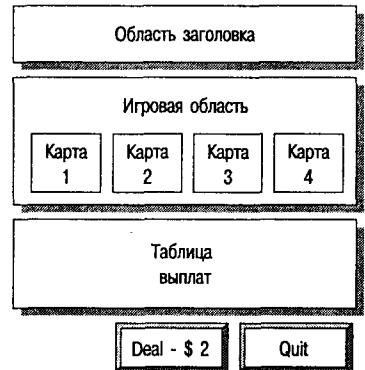 Область заголовка
Игровая область
Карта 1
Карта 2
Карта 3
Карта 4
Таблица
выплат
Deal - $ 2
Quit